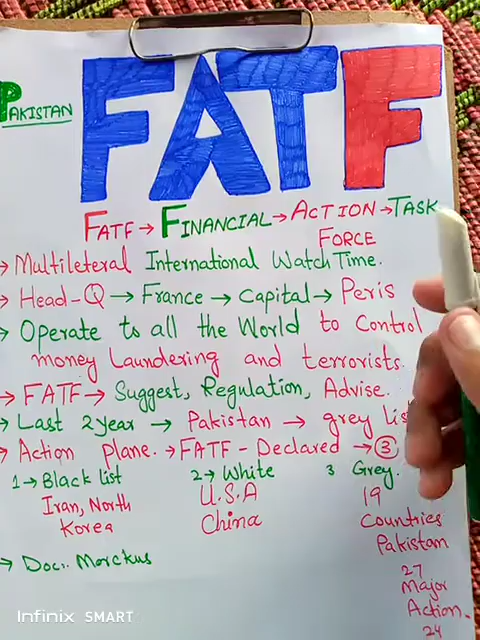 FATF
PAKISTAN
FATF → FINANCIAL → ACTION → TASK
FORCE
→ Multileteral International Watch Time.
→ Head-Q → France → Capital → Peris
→ Operate to all the World to Control
money Laundering and terrorists.
→ FATF → Suggest, Regulation, Advise.
→ Last 2 year → Pakistan → grey lis
→ Action plane. → FATF - Declared → 3
1 → Black list 2 → White 3 Grey.
Iran, North
Korea
U.S.A
China
19
Countries
Pakistam
27
Major
Action.
24
→ Doc.. Morckus
Infinix SMART